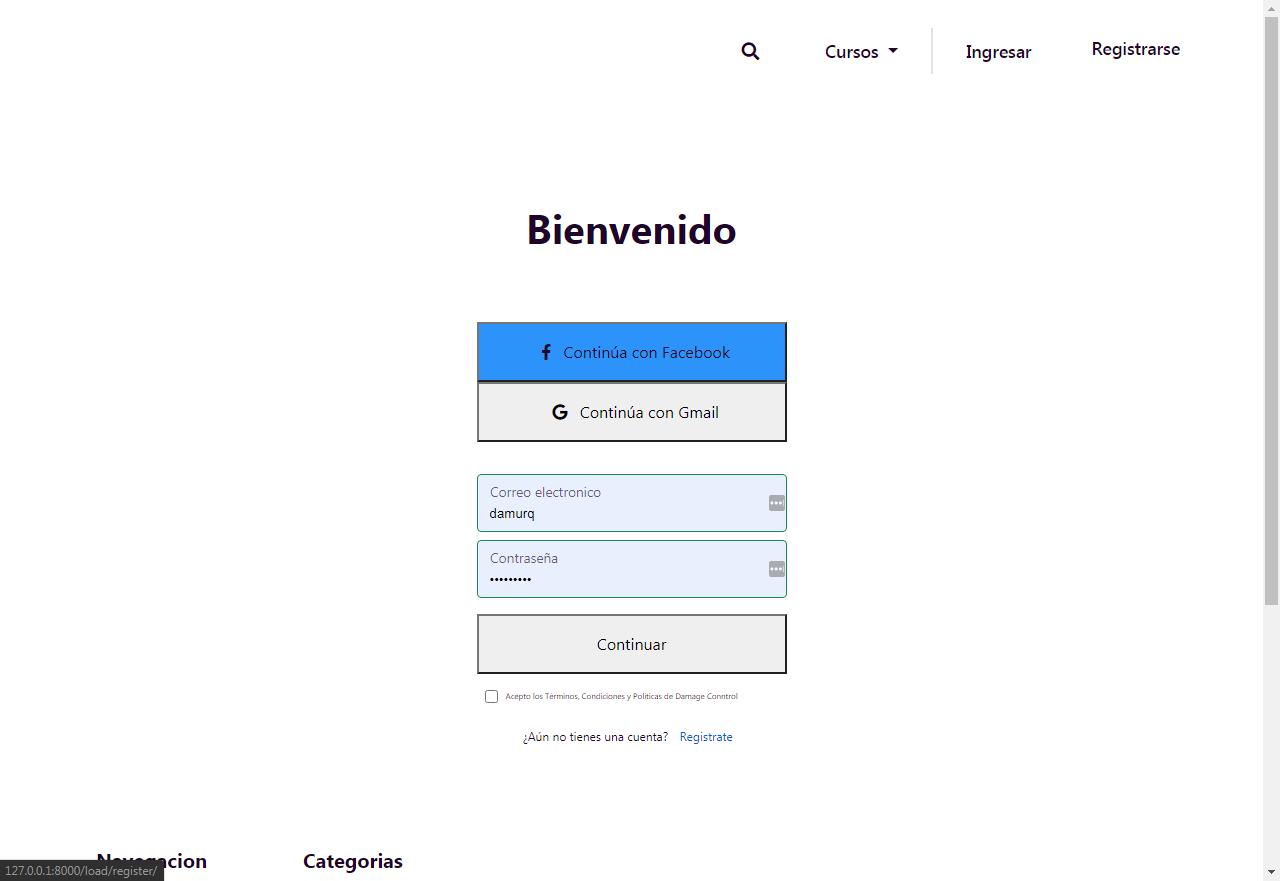 Cursos
Ingresar
Registrarse
Bienvenido
Continúa con Facebook
Continúa con Gmail
Correo electronico
damurq
Contraseña
•••••••••
Continuar
Acepto los Términos, Condiciones y Políticas de Damage Conntrol
¿Aún no tienes una cuenta? Registrate
Navegacion
Categorias
127.0.0.1:8000/load/register/